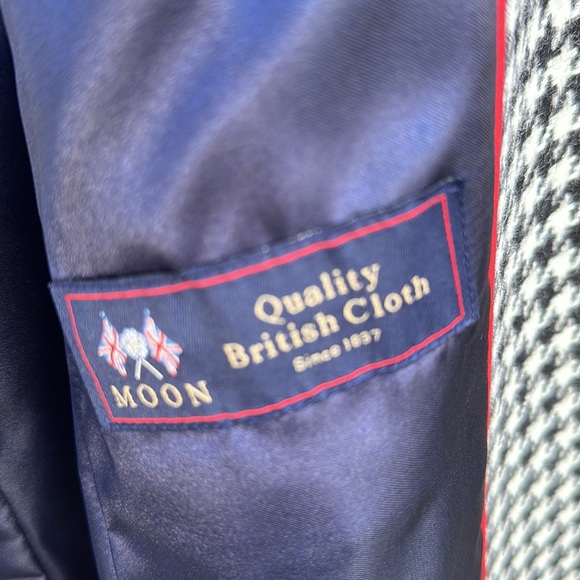 MOON
Quality
British Cloth
Since 1837